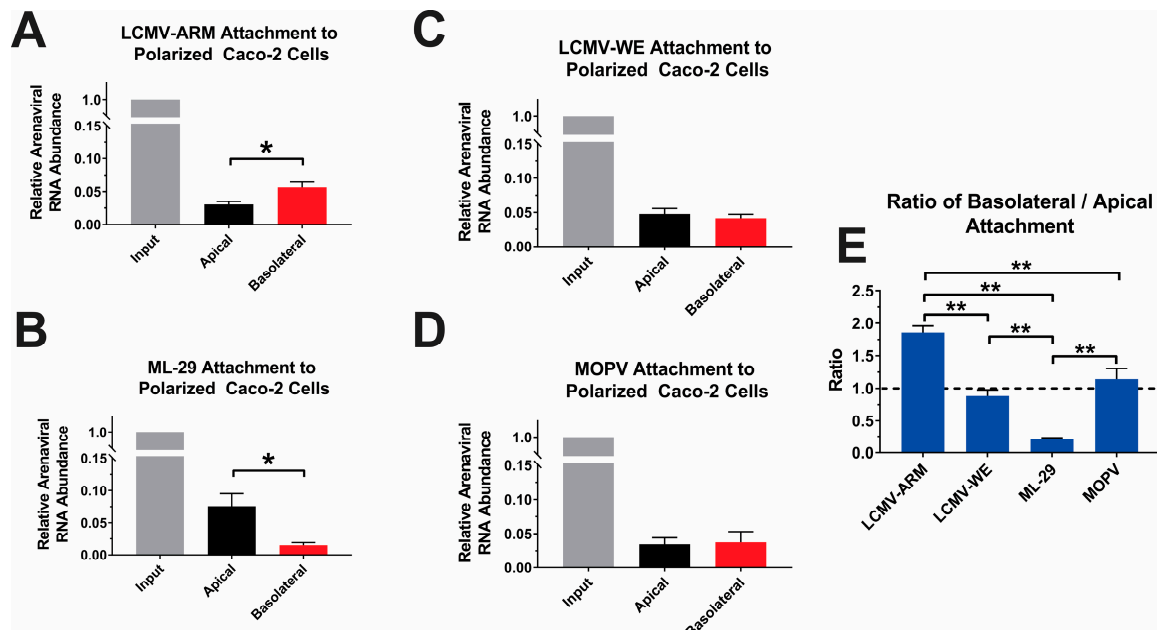 A
LCMV-ARM Attachment to
Polarized Caco-2 Cells
Relative Arenaviral
RNA Abundance
1.0
0.15
0.10
0.05
0.00
*
Input
Apical
Basolateral
B
ML-29 Attachment to
Polarized Caco-2 Cells
Relative Arenaviral
RNA Abundance
1.0
0.15
0.10
0.05
0.00
*
Input
Apical
Basolateral
C
LCMV-WE Attachment to
Polarized Caco-2 Cells
Relative Arenaviral
RNA Abundance
1.0
0.15
0.10
0.05
0.00
Input
Apical
Basolateral
D
MOPV Attachment to
Polarized Caco-2 Cells
Relative Arenaviral
RNA Abundance
1.0
0.15
0.10
0.05
0.00
Input
Apical
Basolateral
E
Ratio of Basolateral / Apical
Attachment
Ratio
2.5
2.0
1.5
1.0
0.5
0.0
**
**
**
**
**
LCMV-ARM
LCMV-WE
ML-29
MOPV